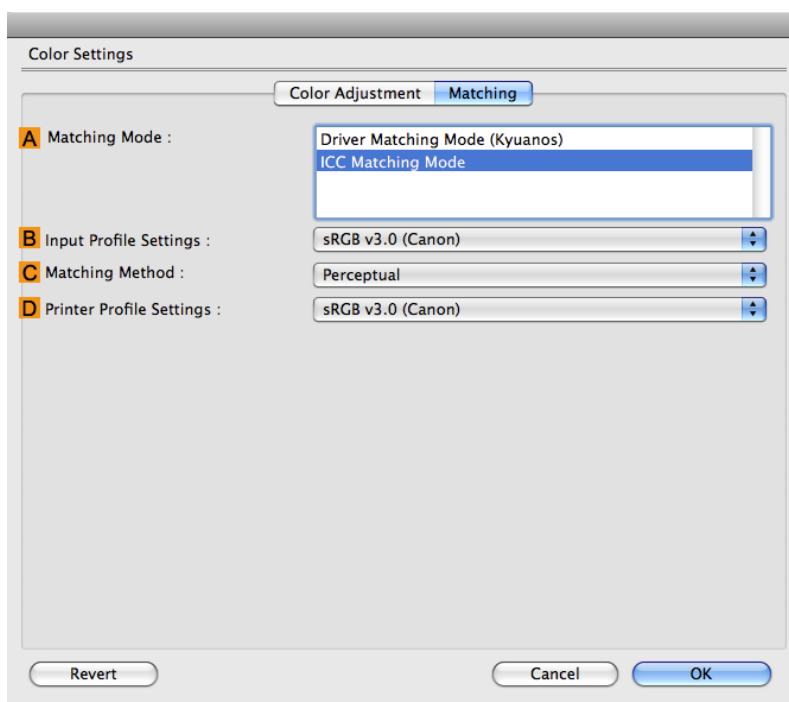 Color Settings
Color Adjustment Matching
A Matching Mode :
Driver Matching Mode (Kyuanos)
ICC Matching Mode
B Input Profile Settings : sRGB v3.0 (Canon)
C Matching Method : Perceptual
D Printer Profile Settings : sRGB v3.0 (Canon)
Revert Cancel OK